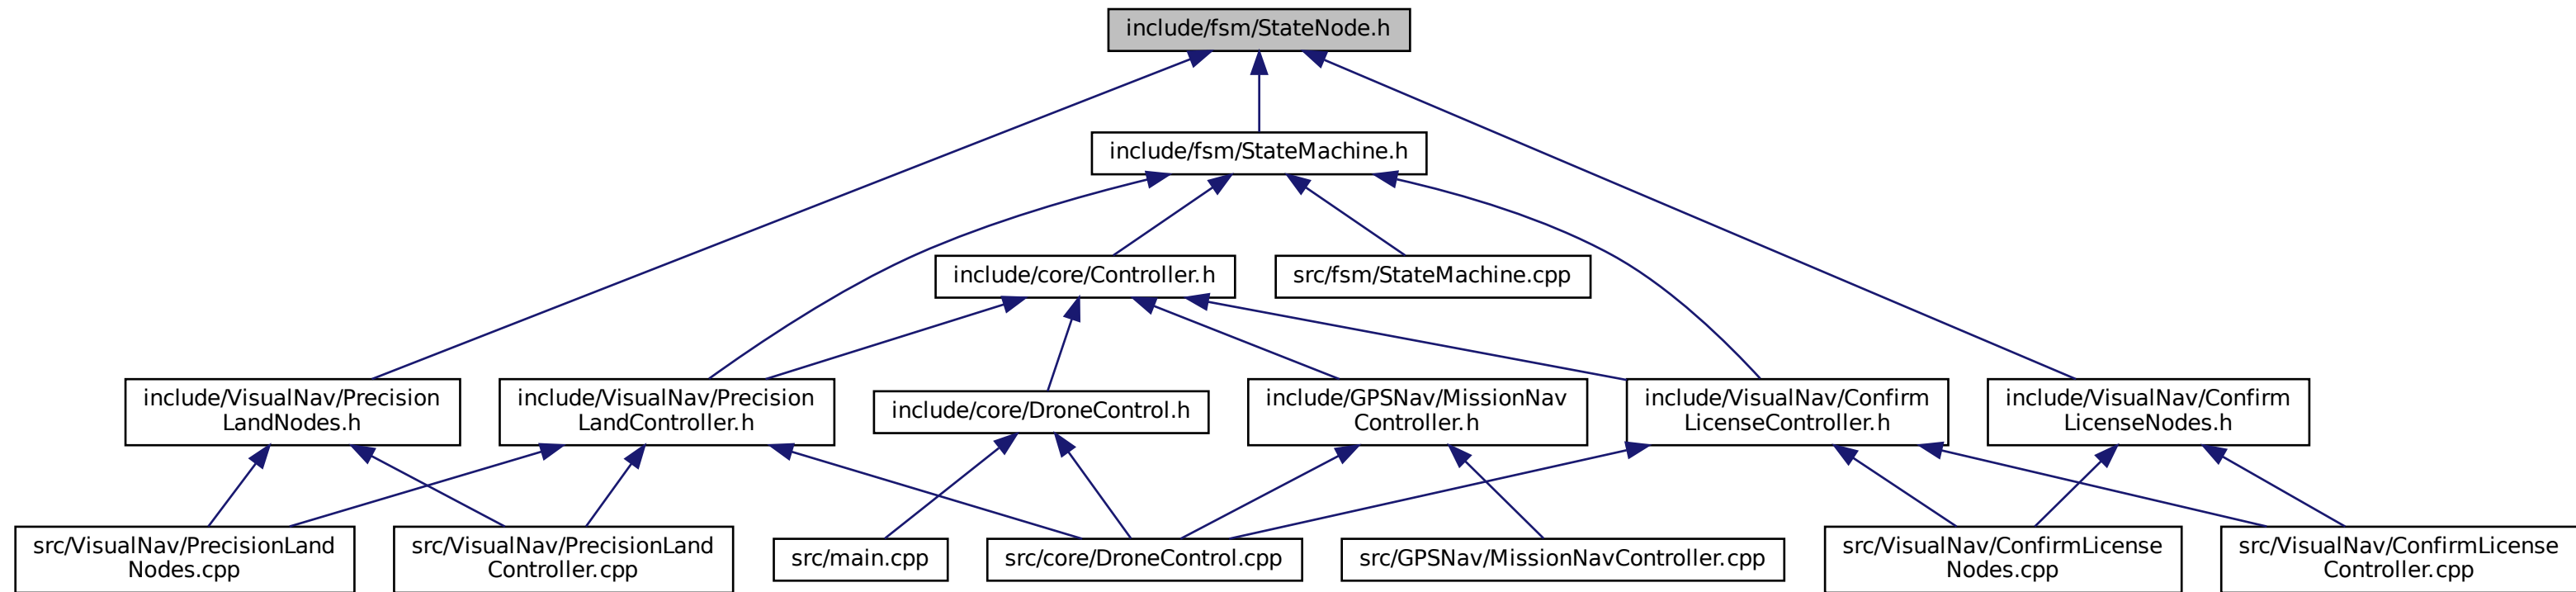 include/fsm/StateNode.h
include/fsm/StateMachine.h
include/core/Controller.h
src/fsm/StateMachine.cpp
include/VisualNav/Precision
LandNodes.h
include/VisualNav/Precision
LandController.h
include/core/DroneControl.h
include/GPSNav/MissionNav
Controller.h
include/VisualNav/Confirm
LicenseController.h
include/VisualNav/Confirm
LicenseNodes.h
src/VisualNav/PrecisionLand
Nodes.cpp
src/VisualNav/PrecisionLand
Controller.cpp
src/main.cpp
src/core/DroneControl.cpp
src/GPSNav/MissionNavController.cpp
src/VisualNav/ConfirmLicense
Nodes.cpp
src/VisualNav/ConfirmLicense
Controller.cpp